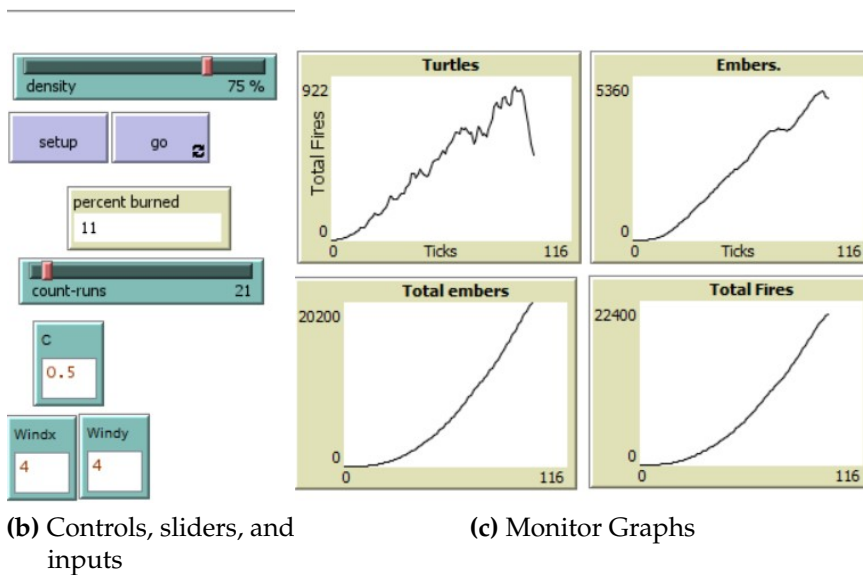 density 75 %
setup
go
percent burned
11
count-runs 21
C
0.5
Windx
4
Windy
4
(b) Controls, sliders, and
inputs
Turtles
922
Total Fires
0
0 Ticks 116
Embers.
5360
0
0 Ticks 116
Total embers
20200
0
0 116
Total Fires
22400
0
0 116
(c) Monitor Graphs